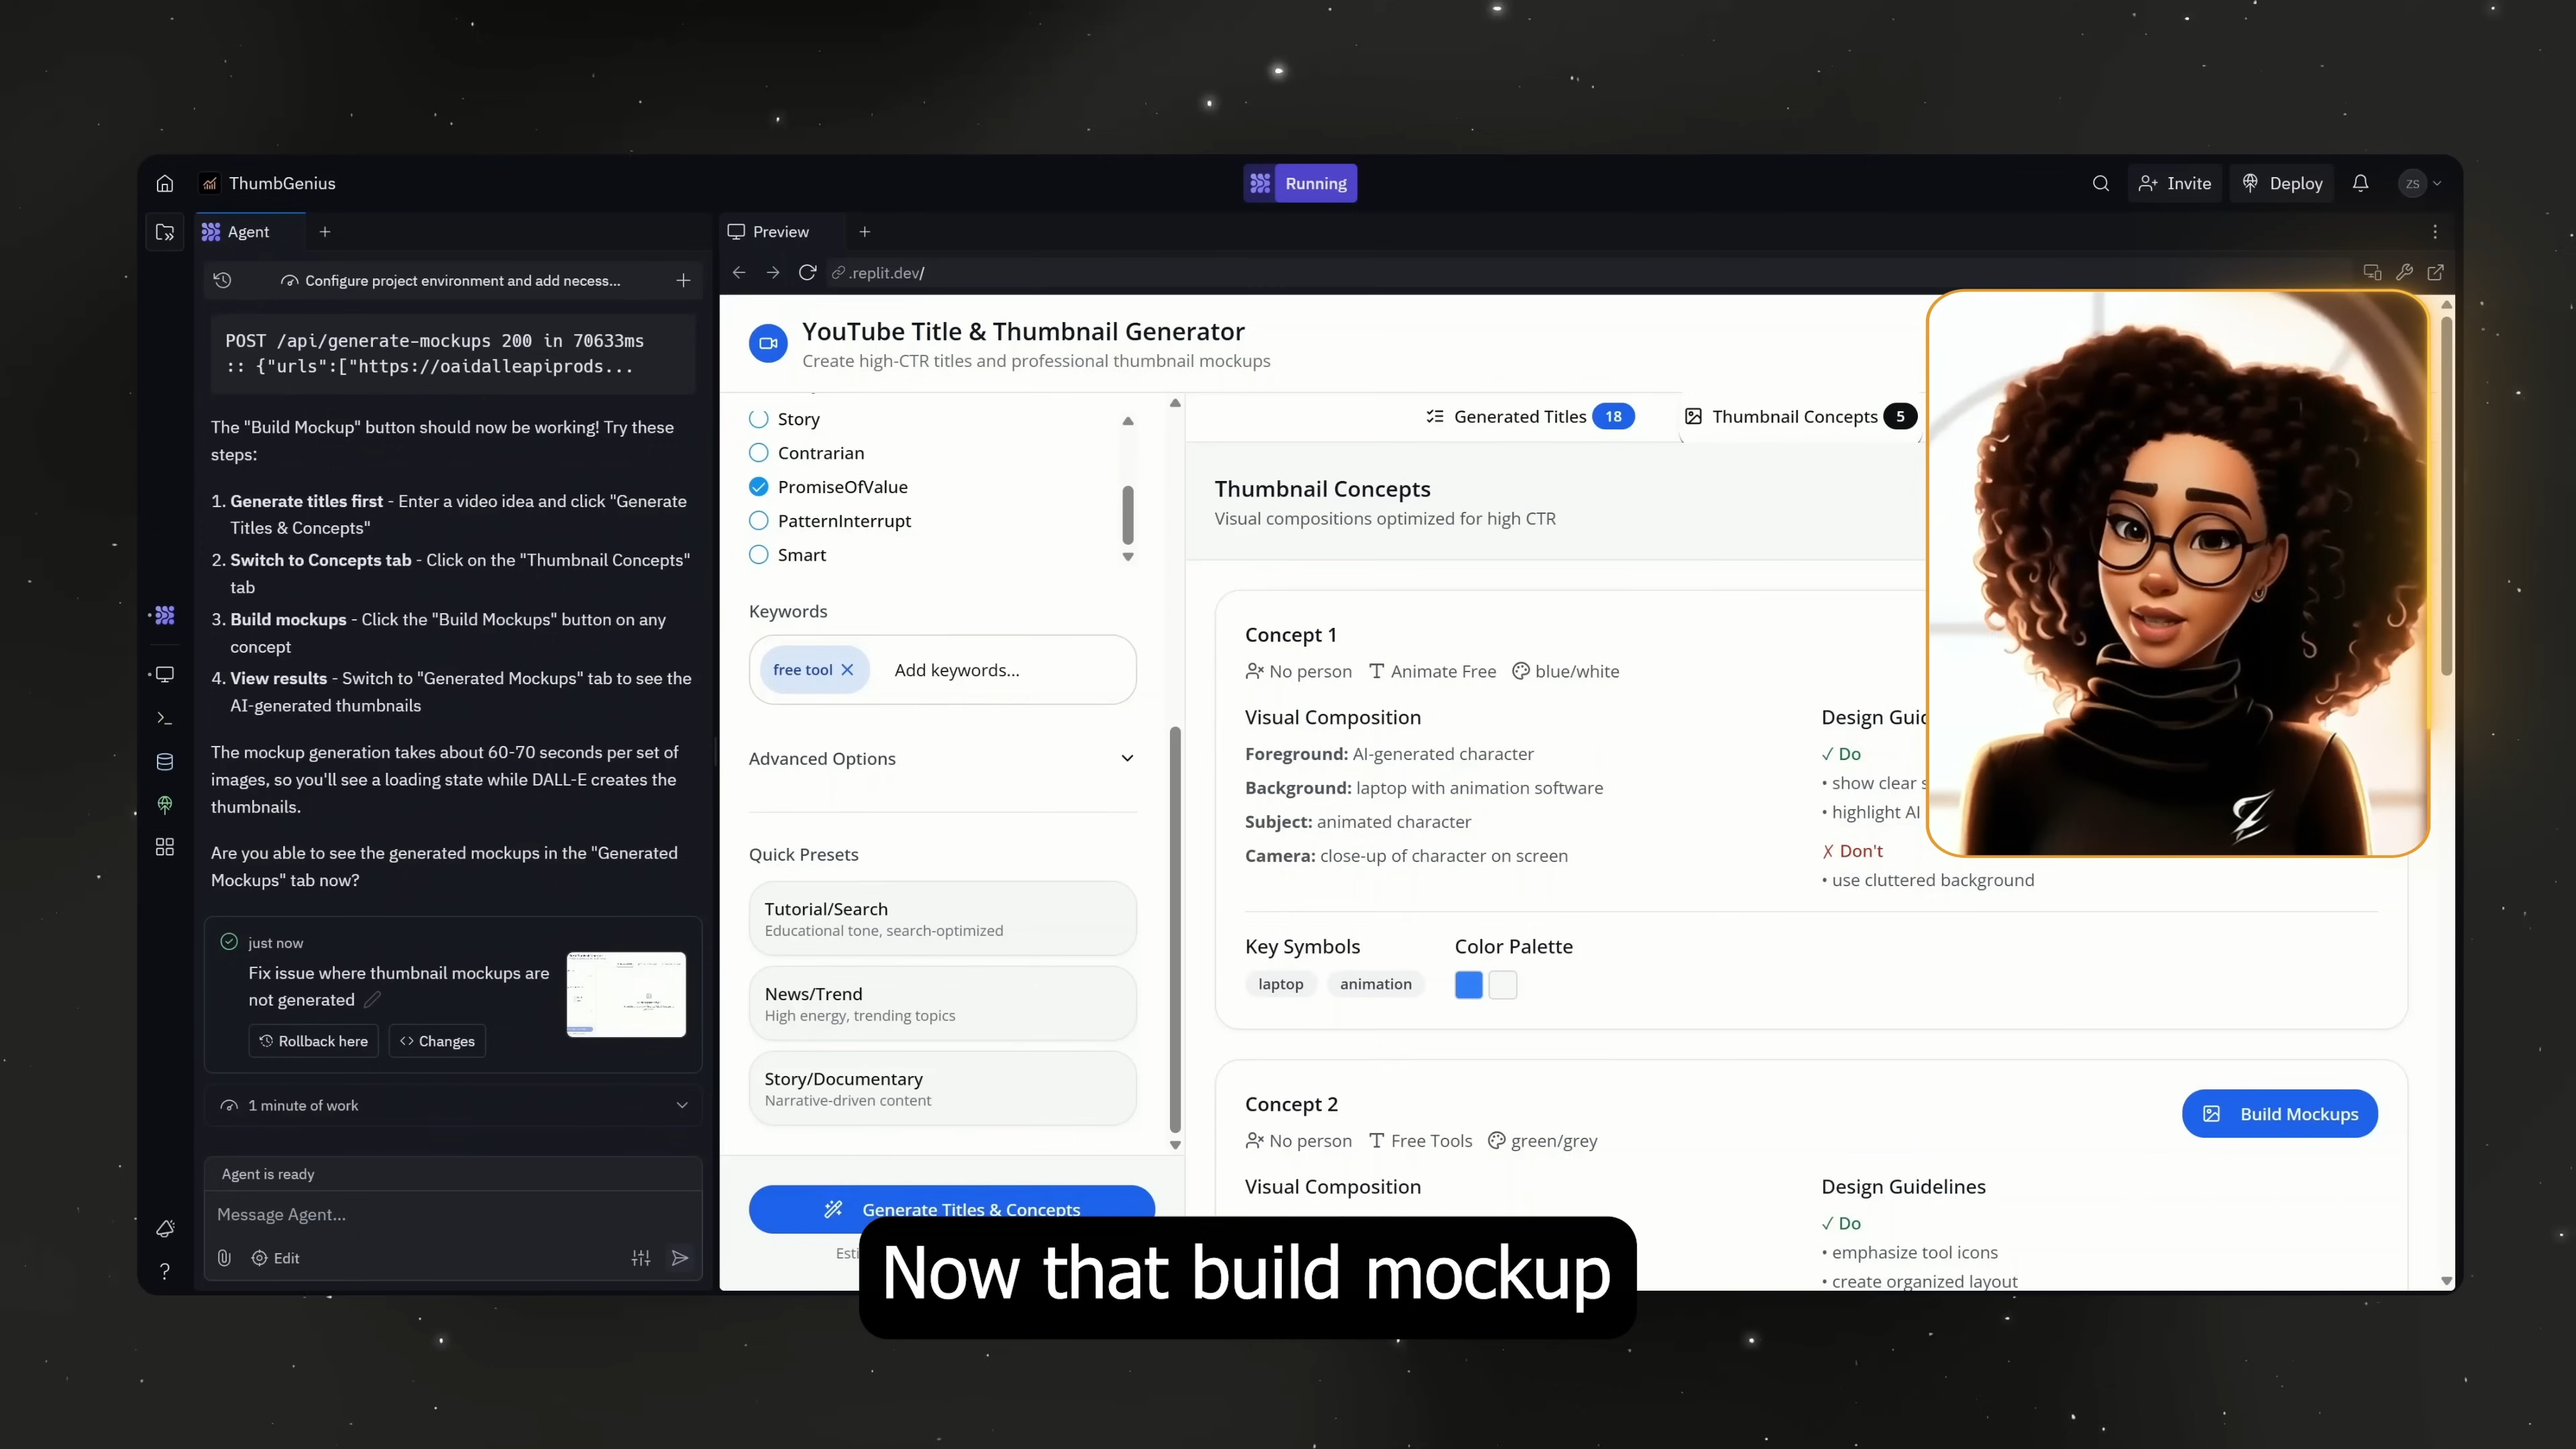 ThumbGenius
Running
Invite
Deploy
ZS
Agent
Preview
Configure project environment and add necess...
.replit.dev/
POST /api/generate-mockups 200 in 70633ms
:: {"urls":["https://oaidalleapiprods...
The "Build Mockup" button should now be working! Try these
steps:
1. Generate titles first - Enter a video idea and click "Generate
Titles & Concepts"
2. Switch to Concepts tab - Click on the "Thumbnail Concepts"
tab
3. Build mockups - Click the "Build Mockups" button on any
concept
4. View results - Switch to "Generated Mockups" tab to see the
AI-generated thumbnails
The mockup generation takes about 60-70 seconds per set of
images, so you'll see a loading state while DALL-E creates the
thumbnails.
Are you able to see the generated mockups in the "Generated
Mockups" tab now?
just now
Fix issue where thumbnail mockups are
not generated
Rollback here
Changes
1 minute of work
Agent is ready
Message Agent...
Edit
YouTube Title & Thumbnail Generator
Create high-CTR titles and professional thumbnail mockups
Story
Contrarian
PromiseOfValue
PatternInterrupt
Smart
Keywords
free tool
Add keywords...
Advanced Options
Quick Presets
Tutorial/Search
Educational tone, search-optimized
News/Trend
High energy, trending topics
Story/Documentary
Narrative-driven content
Generate Titles & Concepts
Generated Titles 18
Thumbnail Concepts 5
Thumbnail Concepts
Visual compositions optimized for high CTR
Concept 1
No person Animate Free blue/white
Visual Composition
Foreground: AI-generated character
Background: laptop with animation software
Subject: animated character
Camera: close-up of character on screen
Design
✓ Do
• show clear
• highlight AI
✗ Don't
• use cluttered background
Key Symbols
laptop
animation
Color Palette
Concept 2
Build Mockups
No person Free Tools green/grey
Visual Composition
Design Guidelines
✓ Do
• emphasize tool icons
• create organized layout
Now that build mockup